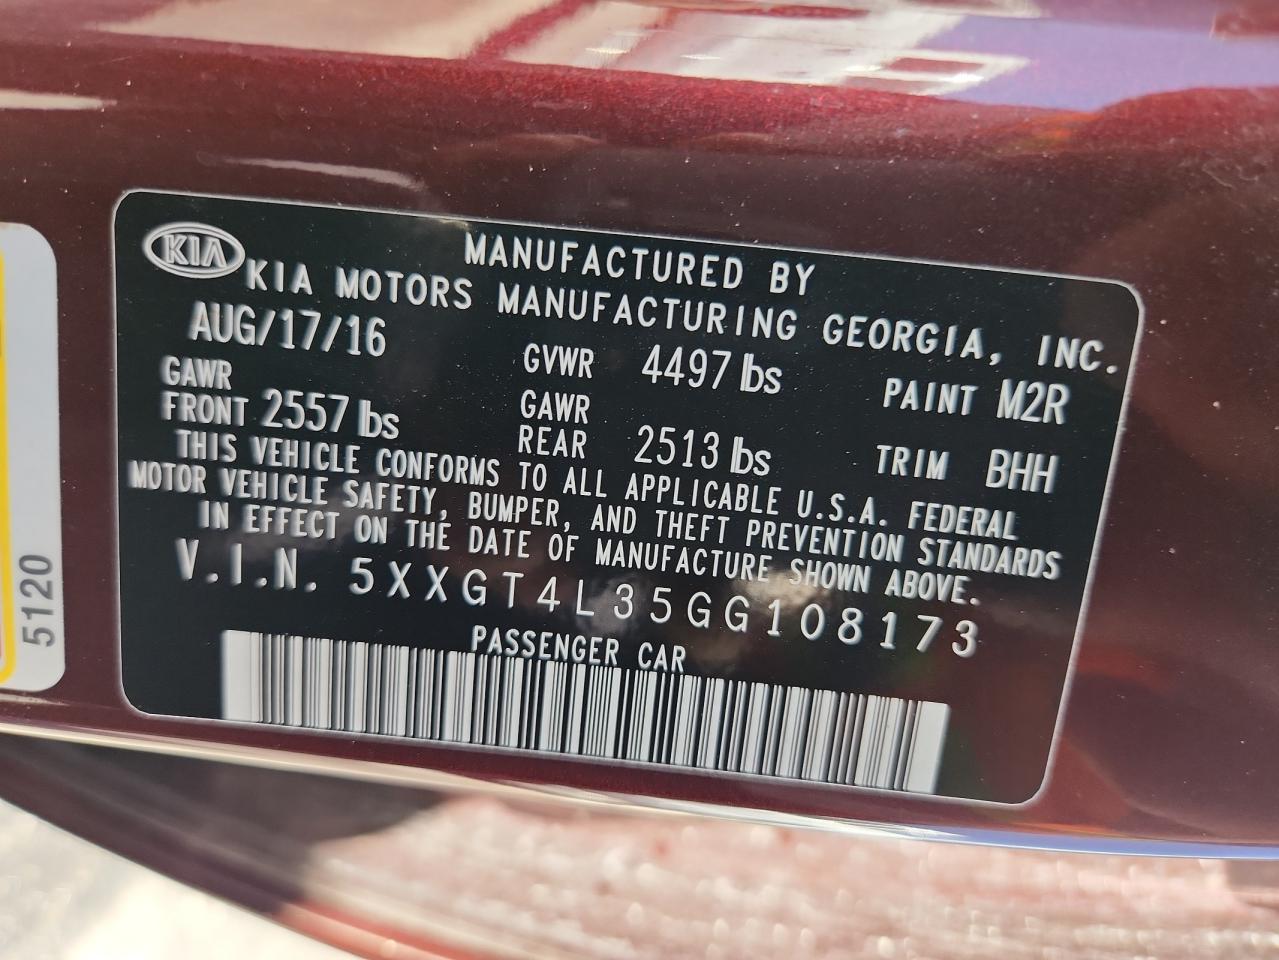 KIA
MANUFACTURED BY
KIA MOTORS MANUFACTURING GEORGIA, INC.
AUG/17/16 GVWR 4497 lbs PAINT M2R
GAWR FRONT 2557 lbs GAWR REAR 2513 lbs TRIM BHH
THIS VEHICLE CONFORMS TO ALL APPLICABLE U.S.A. FEDERAL
MOTOR VEHICLE SAFETY, BUMPER, AND THEFT PREVENTION STANDARDS
IN EFFECT ON THE DATE OF MANUFACTURE SHOWN ABOVE.
V.I.N. 5XXGT4L35GG108173
PASSENGER CAR
5120